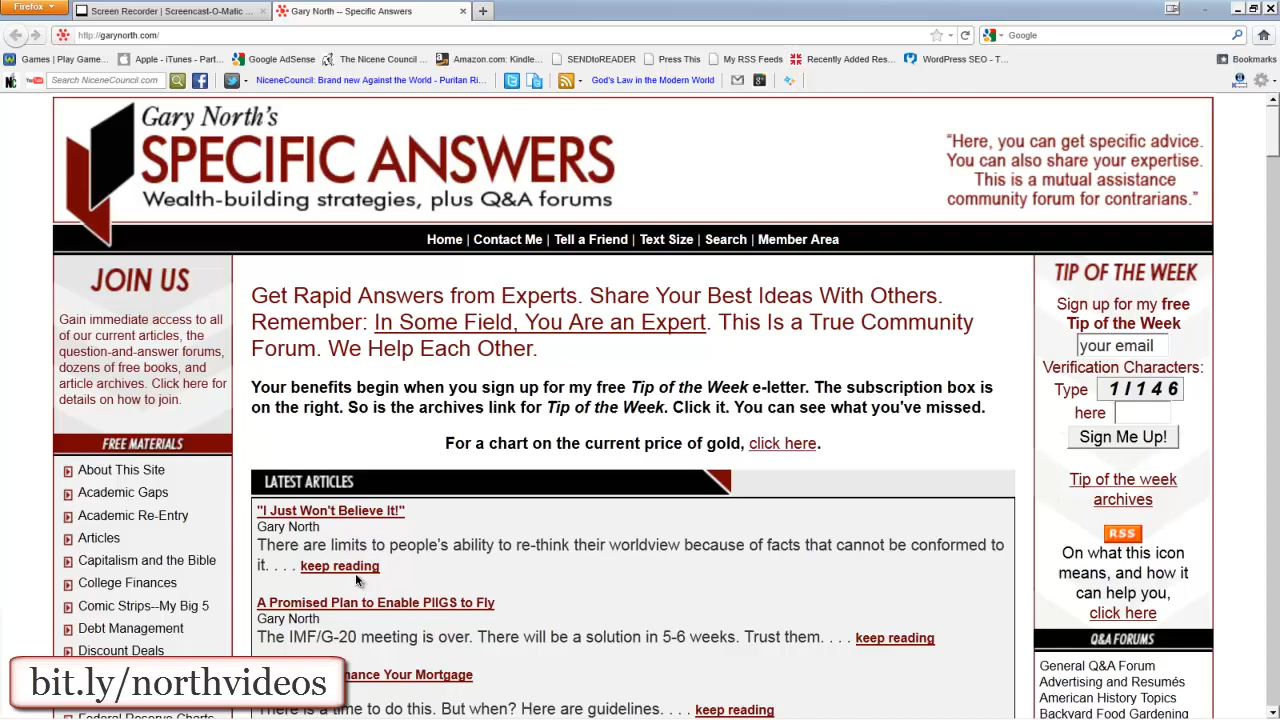 Firefox
Screen Recorder | Screencast-O-Matic ...
Gary North -- Specific Answers
http://garynorth.com/
Google
Games | Play Game...
Apple - iTunes - Part...
Google AdSense
The Nicene Council ...
Amazon.com: Kindle...
SENDtoREADER
Press This
My RSS Feeds
Recently Added Res...
WordPress SEO - T...
Bookmarks
Search NiceneCouncil.com
NiceneCouncil: Brand new Against the World - Puritan Ri...
God's Law in the Modern World
Gary North's
SPECIFIC ANSWERS
Wealth-building strategies, plus Q&A forums
“Here, you can get specific advice.
You can also share your expertise.
This is a mutual assistance
community forum for contrarians.”
Home | Contact Me | Tell a Friend | Text Size | Search | Member Area
JOIN US
Gain immediate access to all
of our current articles, the
question-and-answer forums,
dozens of free books, and
article archives. Click here for
details on how to join.
FREE MATERIALS
About This Site
Academic Gaps
Academic Re-Entry
Articles
Capitalism and the Bible
College Finances
Comic Strips--My Big 5
Debt Management
Discount Deals
Federal Reserve Charts
bit.ly/northvideos
Get Rapid Answers from Experts. Share Your Best Ideas With Others.
Remember: In Some Field, You Are an Expert. This Is a True Community
Forum. We Help Each Other.
Your benefits begin when you sign up for my free Tip of the Week e-letter. The subscription box is
on the right. So is the archives link for Tip of the Week. Click it. You can see what you've missed.
For a chart on the current price of gold, click here.
LATEST ARTICLES
"I Just Won't Believe It!"
Gary North
There are limits to people's ability to re-think their worldview because of facts that cannot be conformed to
it. . . . keep reading
A Promised Plan to Enable PIIGS to Fly
Gary North
The IMF/G-20 meeting is over. There will be a solution in 5-6 weeks. Trust them. . . . keep reading
Your Mortgage
There is a time to do this. But when? Here are guidelines. . . . keep reading
TIP OF THE WEEK
Sign up for my free
Tip of the Week
your email
Verification Characters:
Type 1 / 1 4 6
here
Sign Me Up!
Tip of the week
archives
RSS
On what this icon
means, and how it
can help you,
click here
Q&A FORUMS
General Q&A Forum
Advertising and Resumés
American History Topics
Backyard Food Gardening